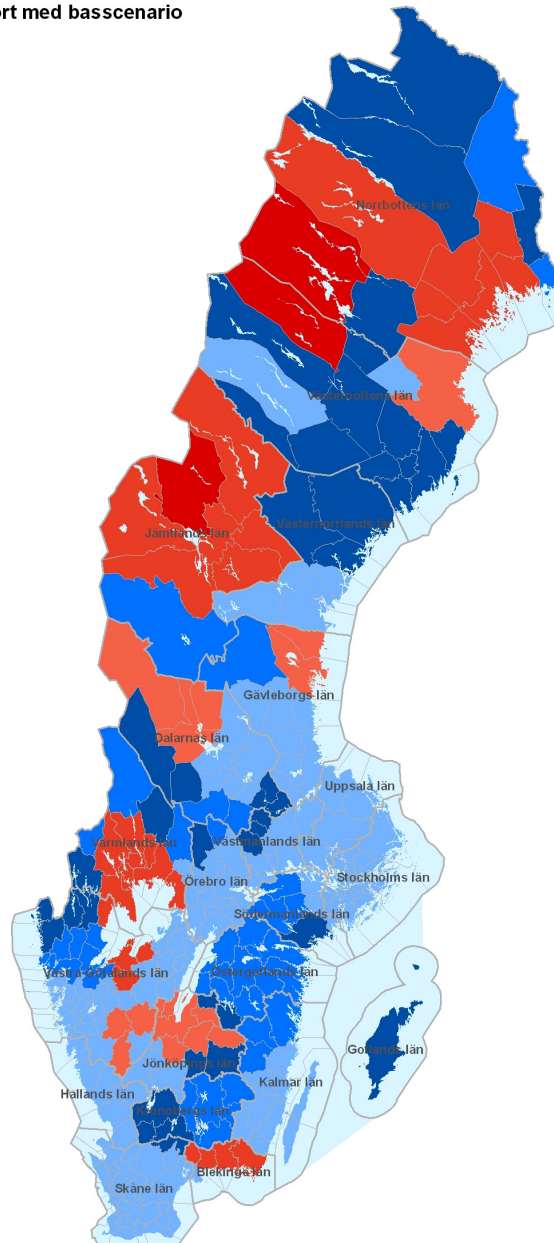 ort med basscenario
Norrbottens län
Västerbottens län
Västernorrlands län
Jämtlands län
Gävleborgs län
Dalarnas län
Uppsala län
Värmlands län
Västmanlands län
Örebro län
Stockholms län
Södermanlands län
Västra Götalands län
Östergötlands län
Gotlands län
Jönköpings län
Kalmar län
Hallands län
Kronobergs län
Blekinge län
Skåne län